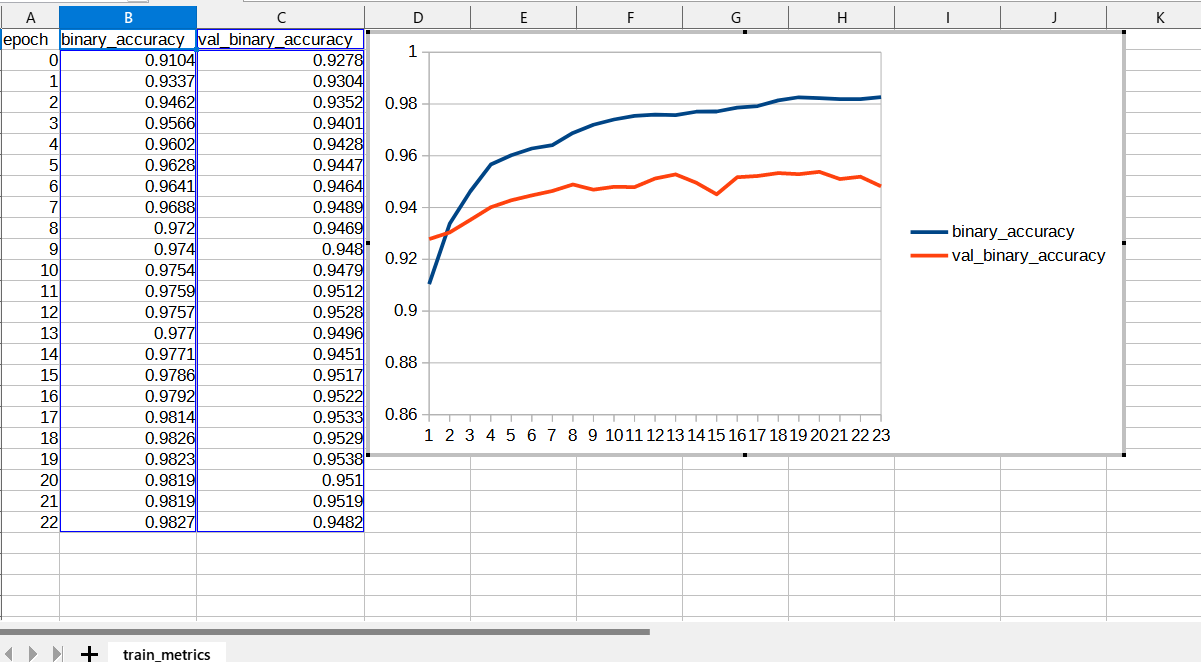 A B C D E F G H I J K
epoch binary_accuracy val_binary_accuracy
0 0.9104 0.9278
1 0.9337 0.9304
2 0.9462 0.9352
3 0.9566 0.9401
4 0.9602 0.9428
5 0.9628 0.9447
6 0.9641 0.9464
7 0.9688 0.9489
8 0.972 0.9469
9 0.974 0.948
10 0.9754 0.9479
11 0.9759 0.9512
12 0.9757 0.9528
13 0.977 0.9496
14 0.9771 0.9451
15 0.9786 0.9517
16 0.9792 0.9522
17 0.9814 0.9533
18 0.9826 0.9529
19 0.9823 0.9538
20 0.9819 0.951
21 0.9819 0.9519
22 0.9827 0.9482
1
0.98
0.96
0.94
0.92
0.9
0.88
0.86
1 2 3 4 5 6 7 8 9 10 11 12 13 14 15 16 17 18 19 20 21 22 23
binary_accuracy
val_binary_accuracy
train_metrics